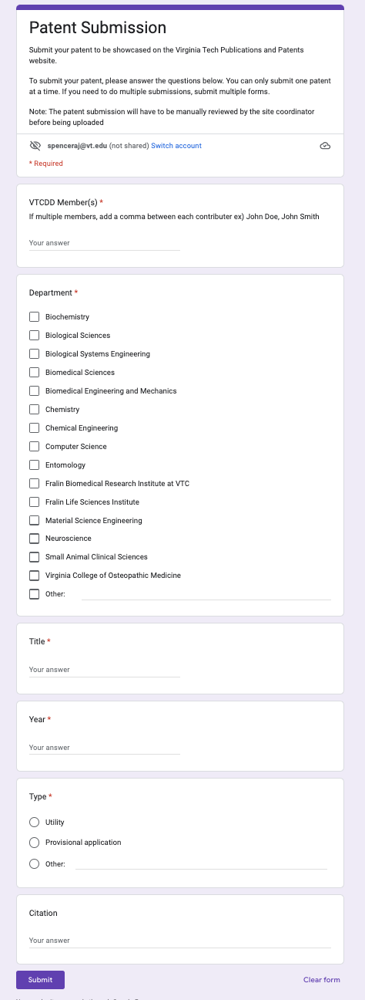 Patent Submission
Submit your patent to be showcased on the Virginia Tech Publications and Patents
website.
To submit your patent, please answer the questions below. You can only submit one patent
at a time. If you need to do multiple submissions, submit multiple forms.
Note: The patent submission will have to be manually reviewed by the site coordinator
before being uploaded
spenceraj@vt.edu (not shared) Switch account
* Required
VTCDD Member(s) *
If multiple members, add a comma between each contributer ex) John Doe, John Smith
Your answer
Department *
Biochemistry
Biological Sciences
Biological Systems Engineering
Biomedical Sciences
Biomedical Engineering and Mechanics
Chemistry
Chemical Engineering
Computer Science
Entomology
Fralin Biomedical Research Institute at VTC
Fralin Life Sciences Institute
Material Science Engineering
Neuroscience
Small Animal Clinical Sciences
Virginia College of Osteopathic Medicine
Other:
Title *
Your answer
Year *
Your answer
Type *
Utility
Provisional application
Other:
Citation
Your answer
Submit
Clear form